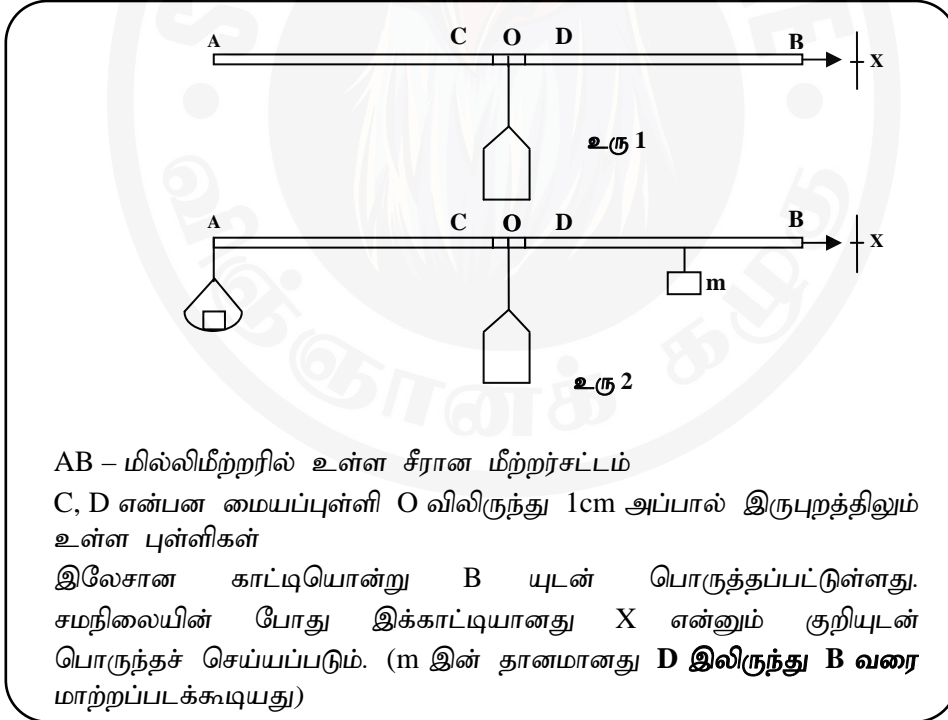 A C O D B
X
உரு 1
A C O D B
X
m
உரு 2
AB – மில்லிமீற்றரில் உள்ள சீரான மீற்றர்சட்டம்
C, D என்பன மையப்புள்ளி O விலிருந்து 1cm அப்பால் இருபுறத்திலும்
உள்ள புள்ளிகள்
இலேசான காட்டியொன்று B யுடன் பொருத்தப்பட்டுள்ளது.
சமநிலையின் போது இக்காட்டியானது X என்னும் குறியுடன்
பொருந்தச் செய்யப்படும். (m இன் தானமானது D இலிருந்து B வரை
மாற்றப்படக்கூடியது)